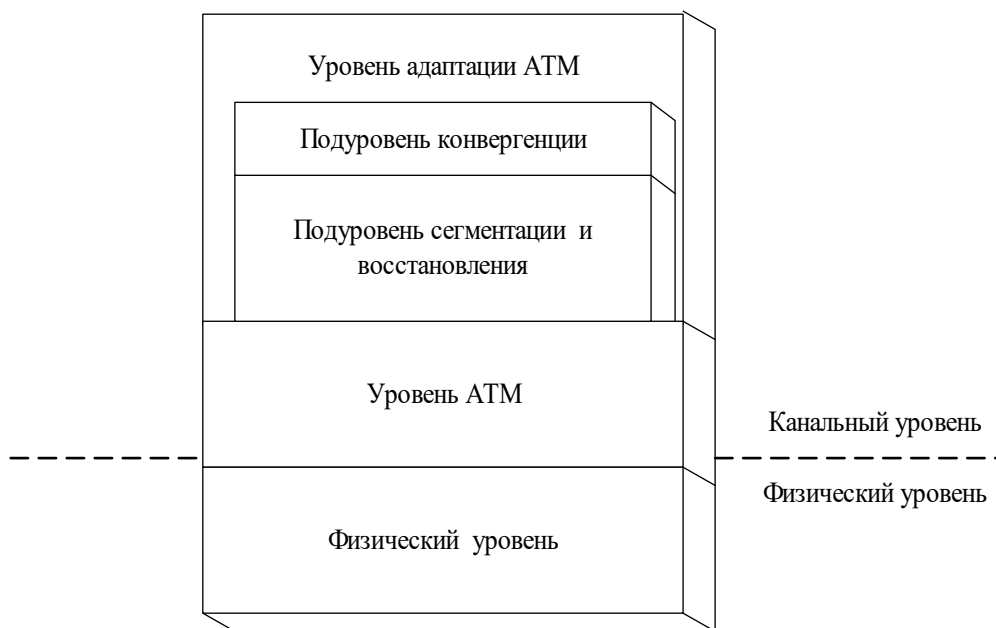 Уровень адаптации АТМ
Подуровень конвергенции
Подуровень сегментации и
восстановления
Уровень АТМ
Канальный уровень
Физический уровень
Физический уровень